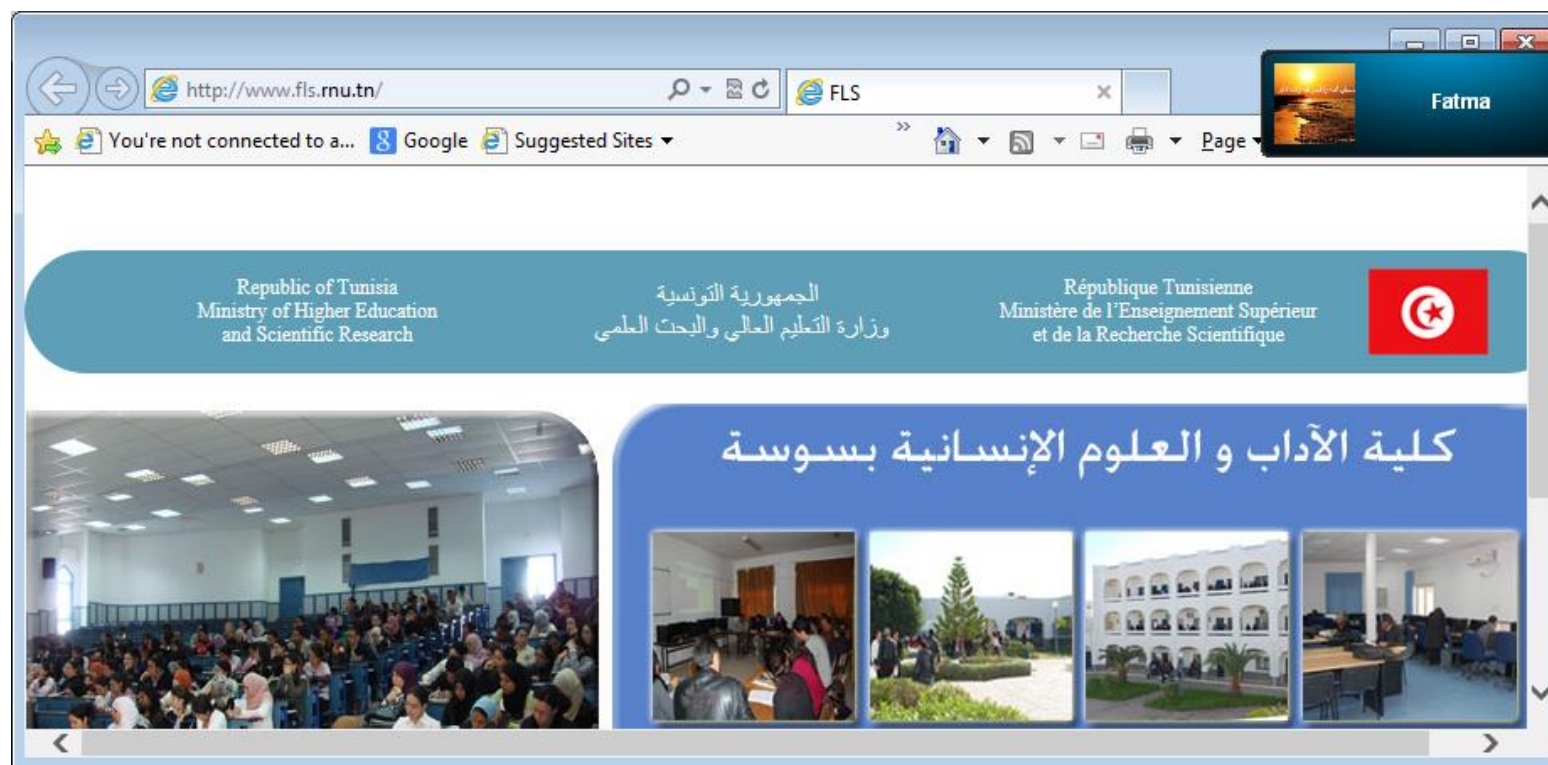 http://www.fls.rnu.tn/
FLS
Fatma
You're not connected to a...
Google
Suggested Sites
Page
Republic of Tunisia
Ministry of Higher Education
and Scientific Research
الجمهورية التونسية
وزارة التعليم العالي والبحث العلمي
République Tunisienne
Ministère de l'Enseignement Supérieur
et de la Recherche Scientifique
كلية الآداب و العلوم الإنسانية بسوسة